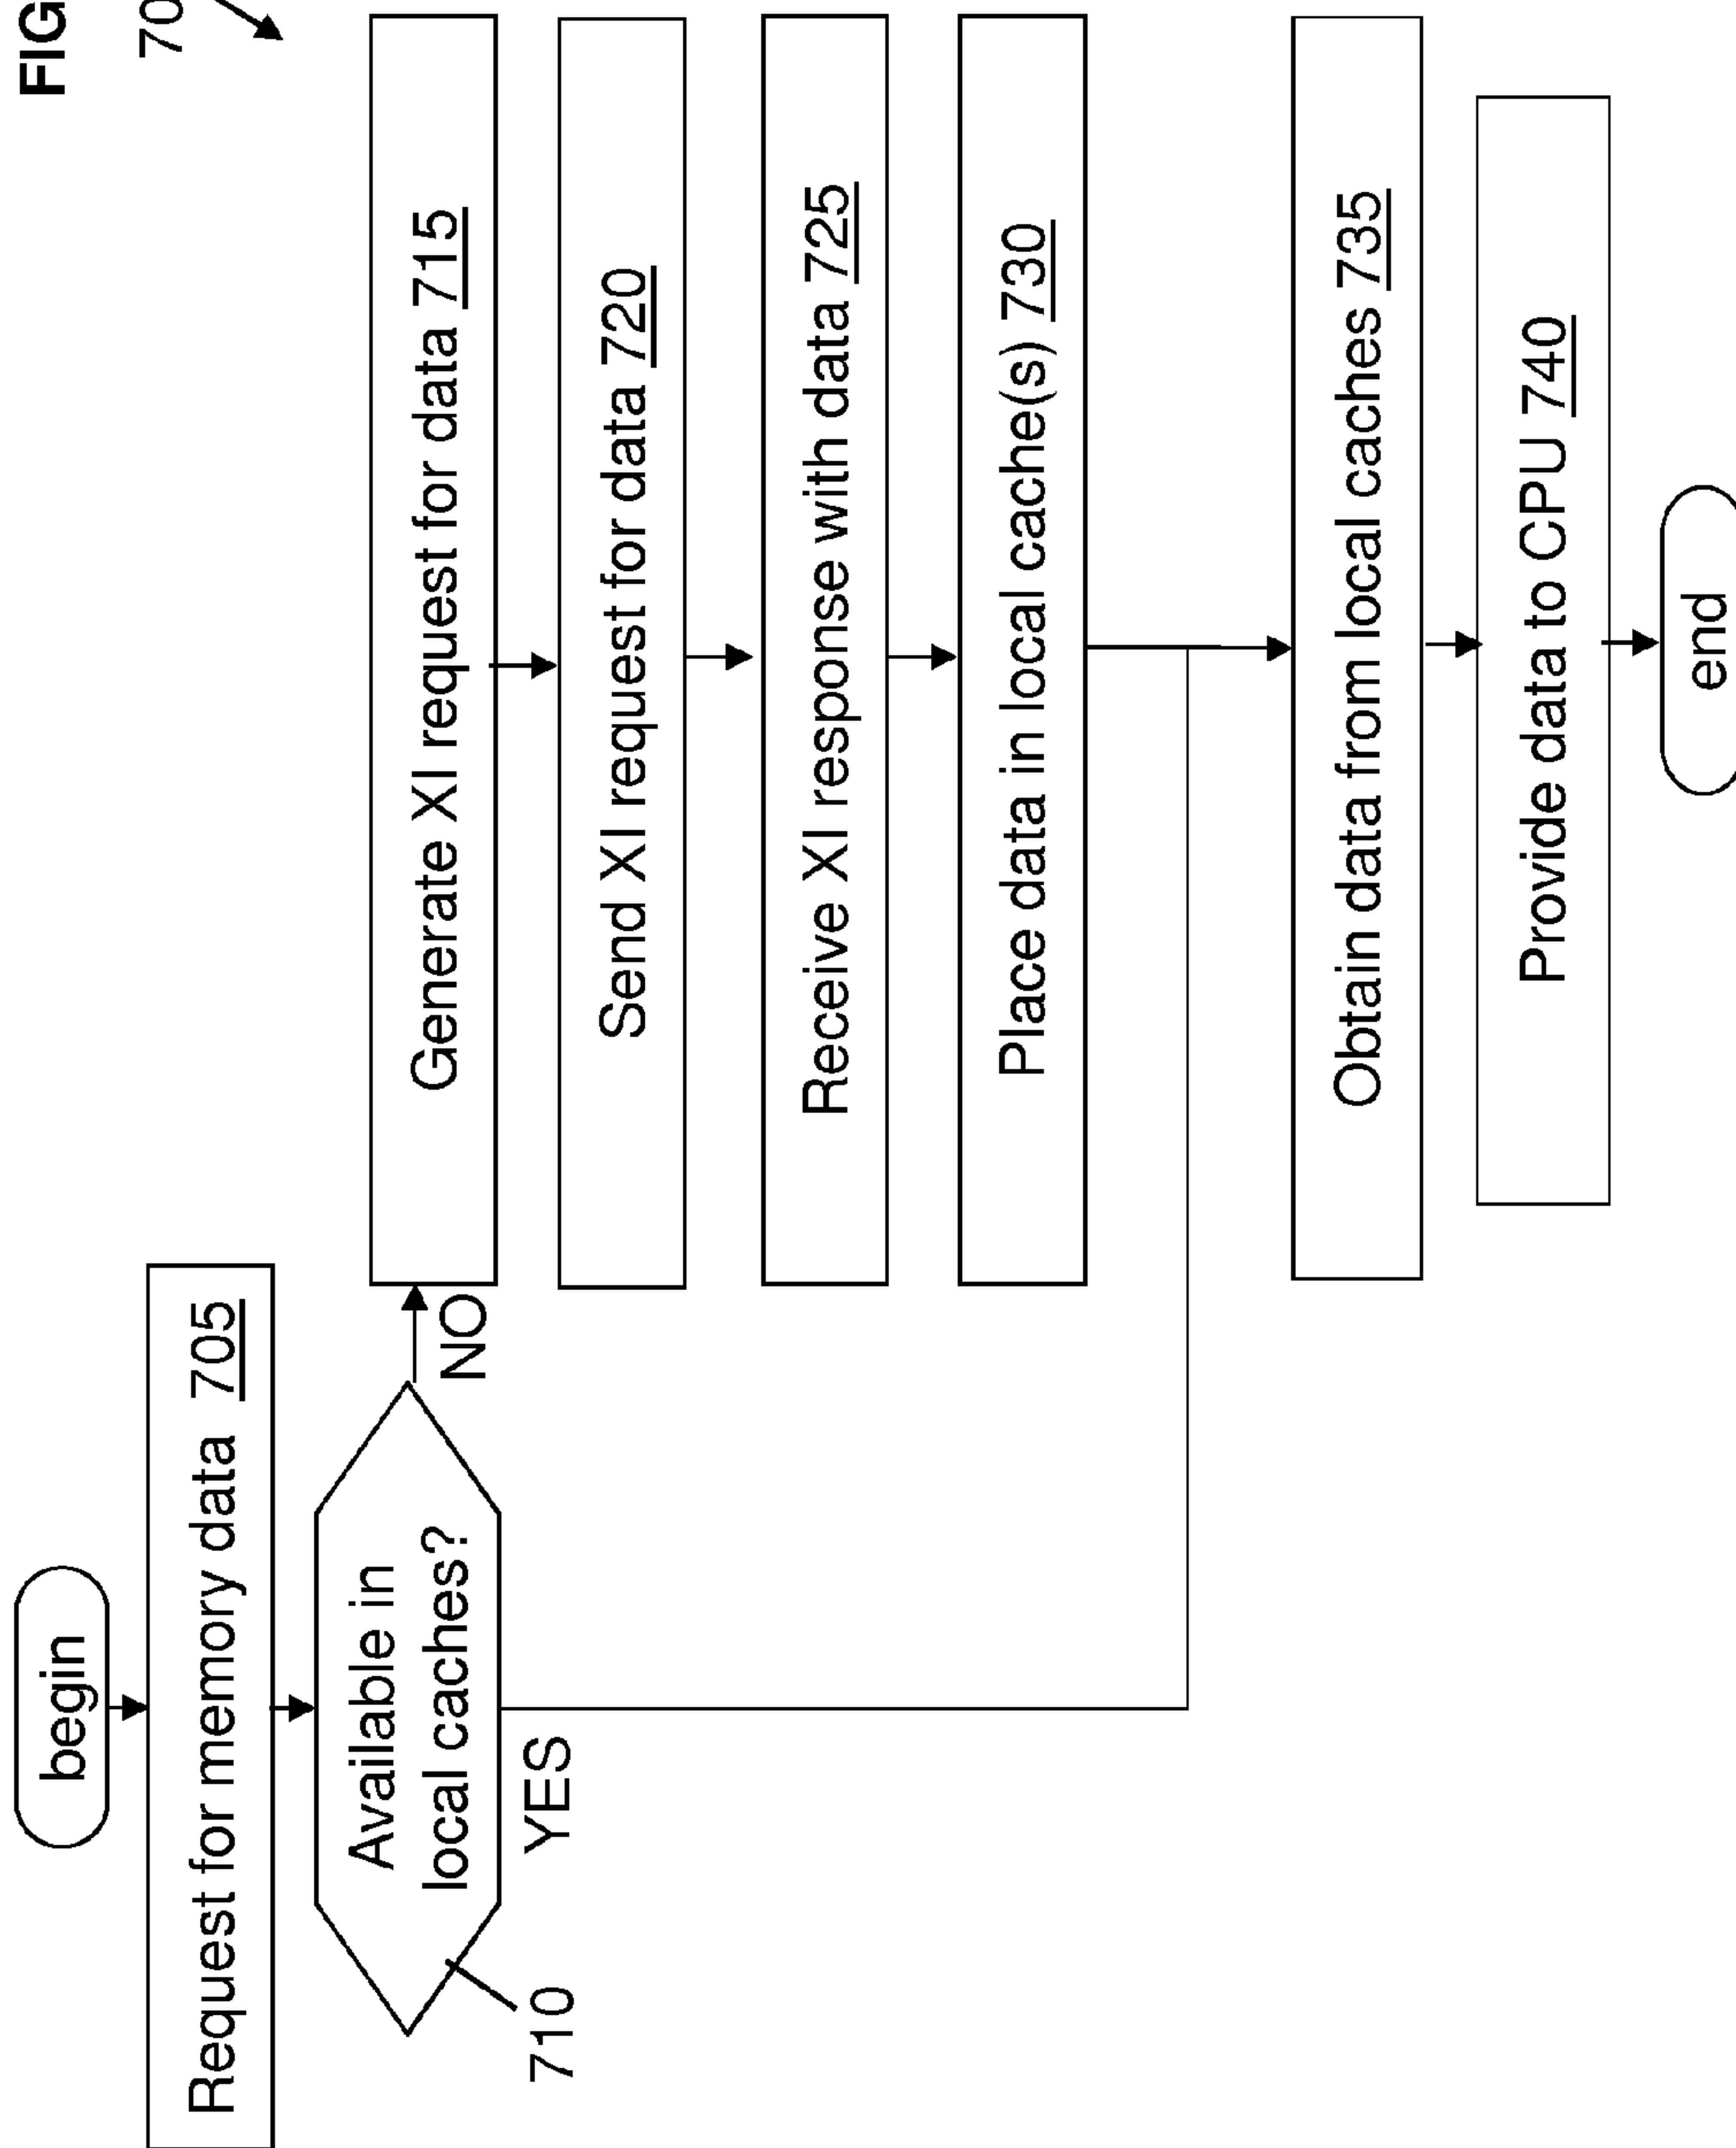 FIG
70
begin
Request for memory data 705
Available in
local caches?
710
NO
YES
Generate XI request for data 715
Send XI request for data 720
Receive XI response with data 725
Place data in local cache(s) 730
Obtain data from local caches 735
Provide data to CPU 740
end